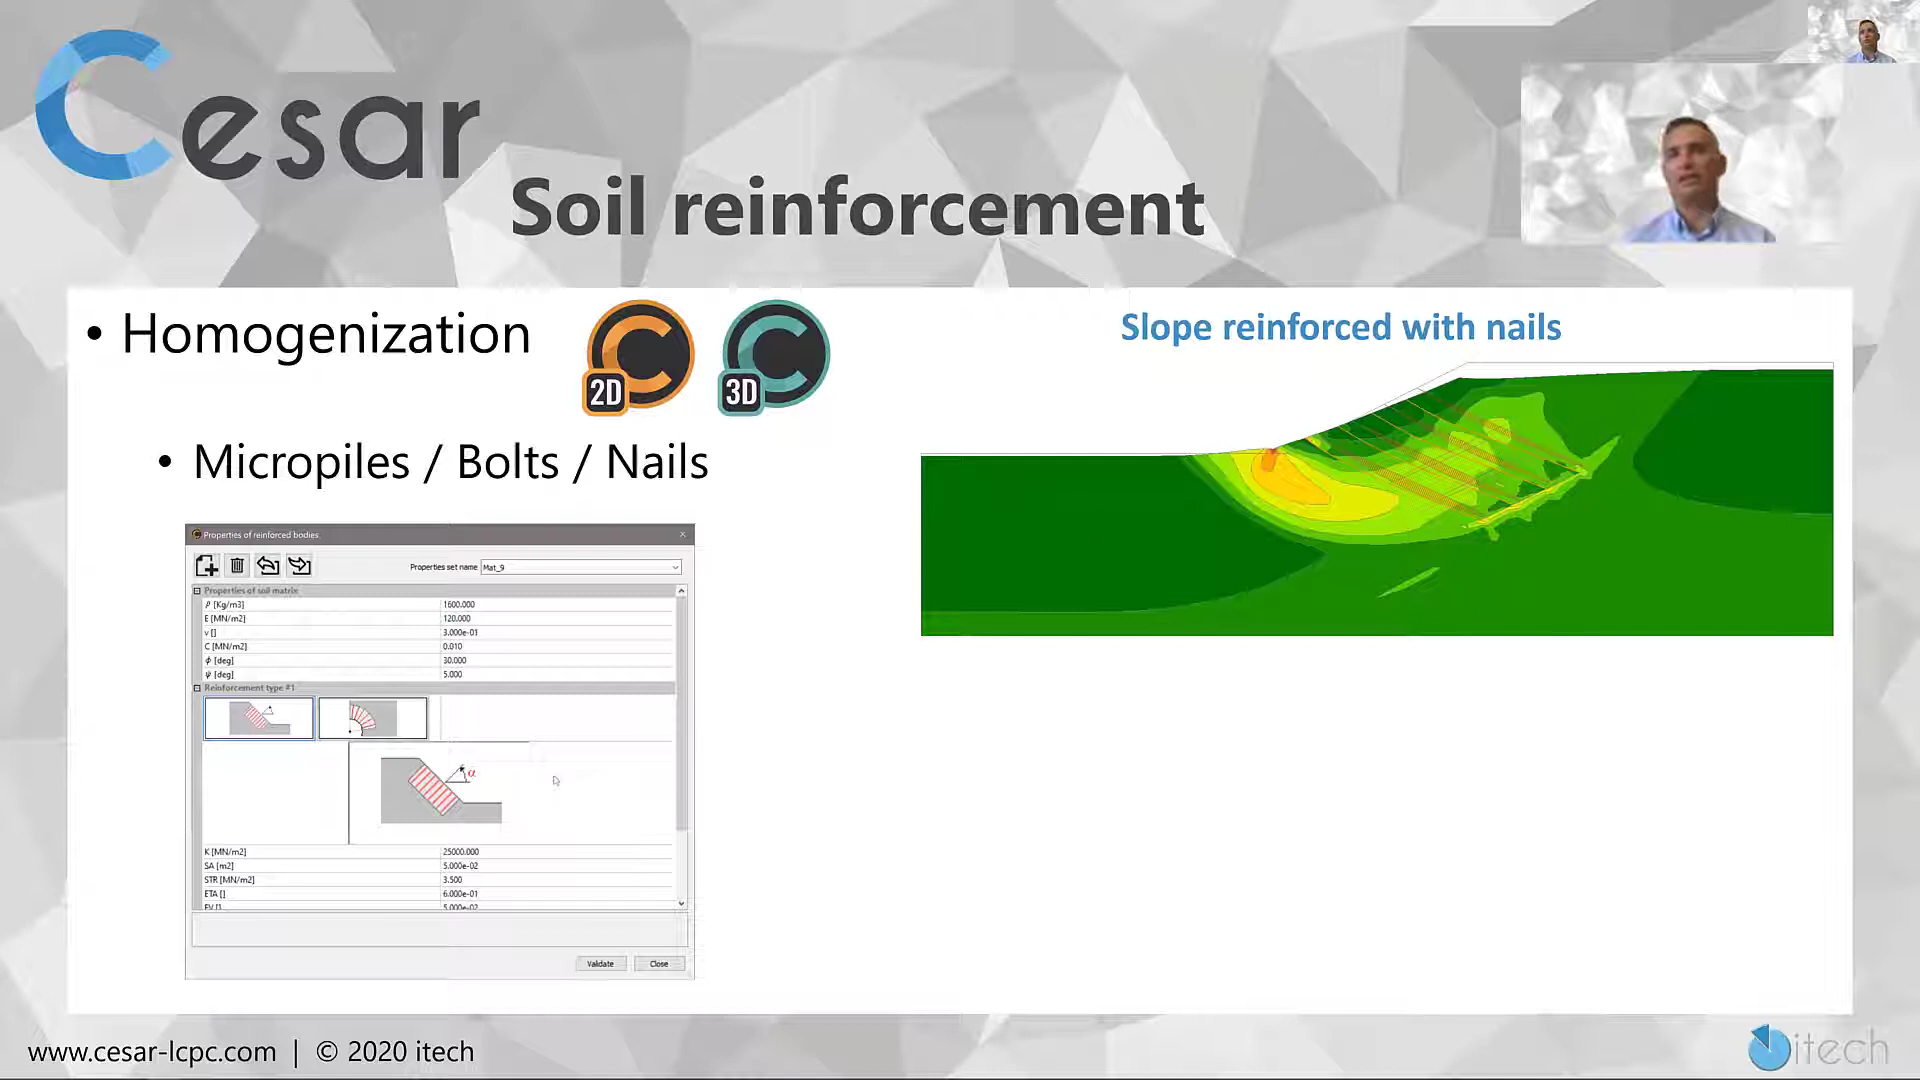 Cesar
Soil reinforcement
• Homogenization
2D
3D
Slope reinforced with nails
• Micropiles / Bolts / Nails
Properties of reinforced bodies
Properties set name Mat_9
Properties of soil matrix
ρ [Kg/m3] 1600.000
E [MN/m2] 120.000
ν [] 3.000e-01
C [MN/m2] 0.010
ϕ [deg] 30.000
ψ [deg] 5.000
Reinforcement type #1
α
K [MN/m2] 25000.000
SA [m2] 5.000e-02
STR [MN/m2] 3.500
ETA [] 6.000e-01
5.000e-02
Validate Close
www.cesar-lcpc.com | © 2020 itech
itech